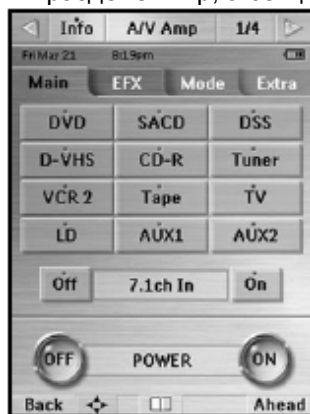 Info A/V Amp 1/4
Fri Mar 21 8:19pm
Main EFX Mode Extra
DVD SACD DSS
D-VHS CD-R Tuner
VCR 2 Tape TV
LD AUX1 AUX2
Off 7.1ch In On
OFF POWER ON
Back Ahead